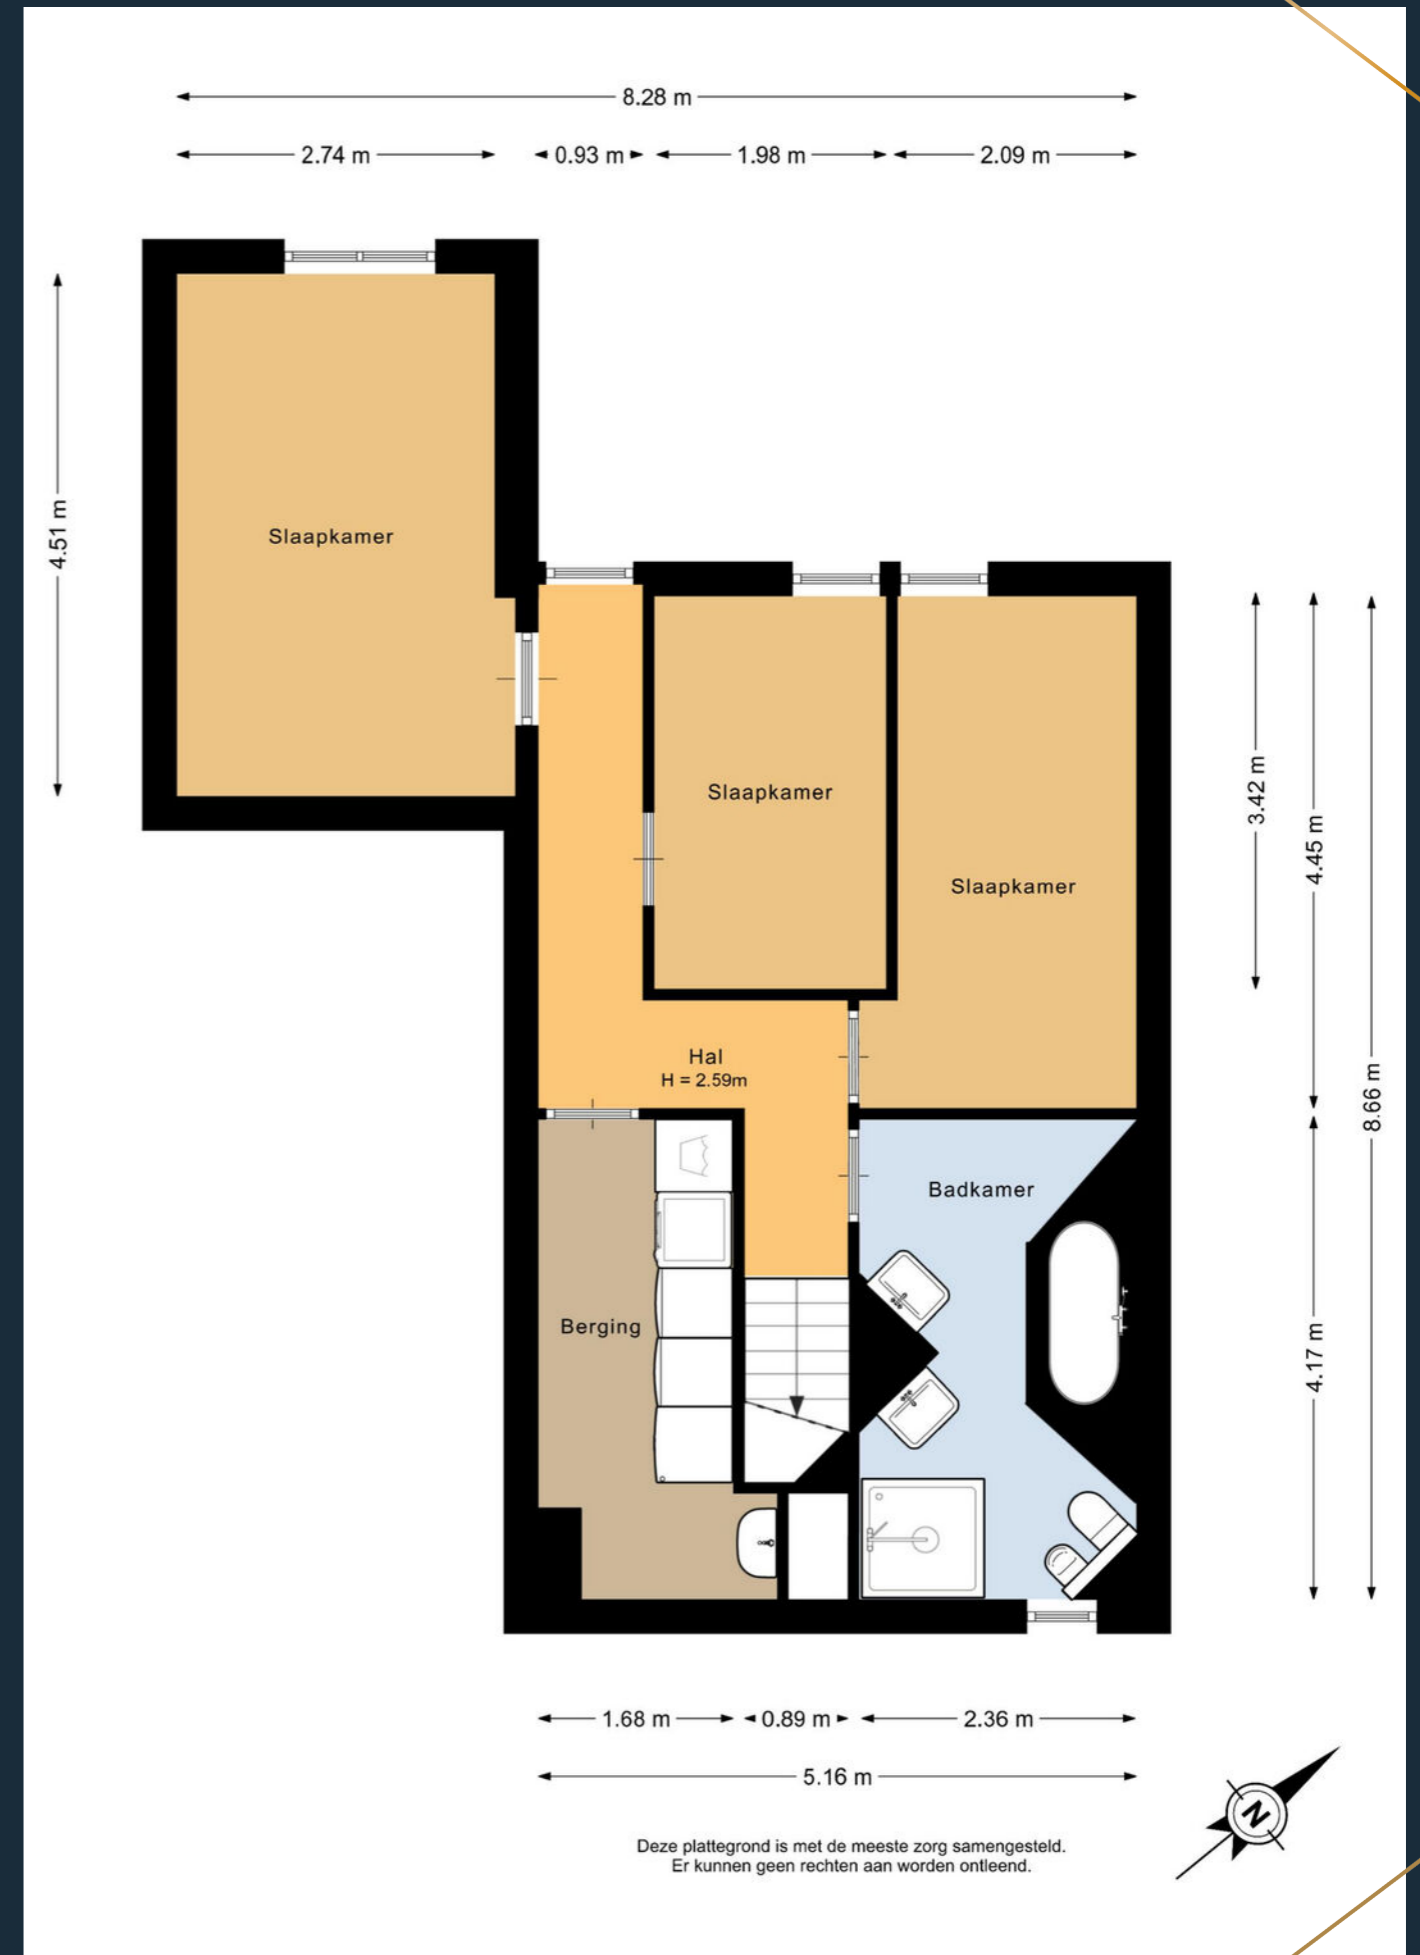 8.28 m
2.74 m
0.93 m
1.98 m
2.09 m
4.51 m
Slaapkamer
Slaapkamer
Slaapkamer
3.42 m
4.45 m
8.66 m
Hal
H = 2.59m
Badkamer
Berging
4.17 m
1.68 m
0.89 m
2.36 m
5.16 m
N
Deze plattegrond is met de meeste zorg samengesteld.
Er kunnen geen rechten aan worden ontleend.